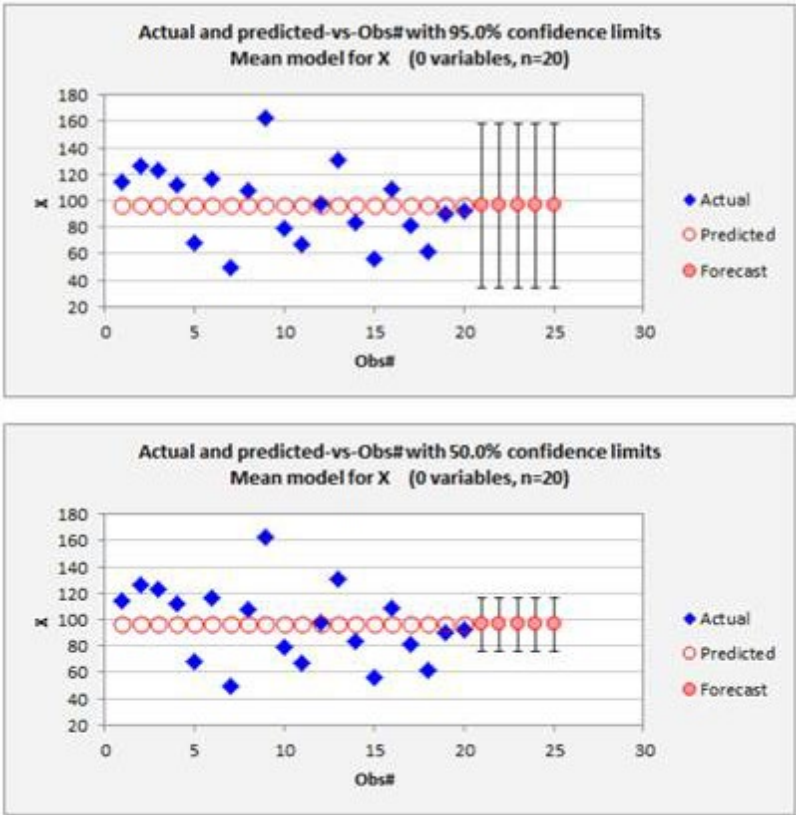 Actual and predicted-vs-Obs# with 95.0% confidence limits
Mean model for X (0 variables, n=20)
180
160
140
120
100
80
60
40
20
X
0 5 10 15 20 25 30
Obs#
Actual
Predicted
Forecast
Actual and predicted-vs-Obs# with 50.0% confidence limits
Mean model for X (0 variables, n=20)
180
160
140
120
100
80
60
40
20
X
0 5 10 15 20 25 30
Obs#
Actual
Predicted
Forecast